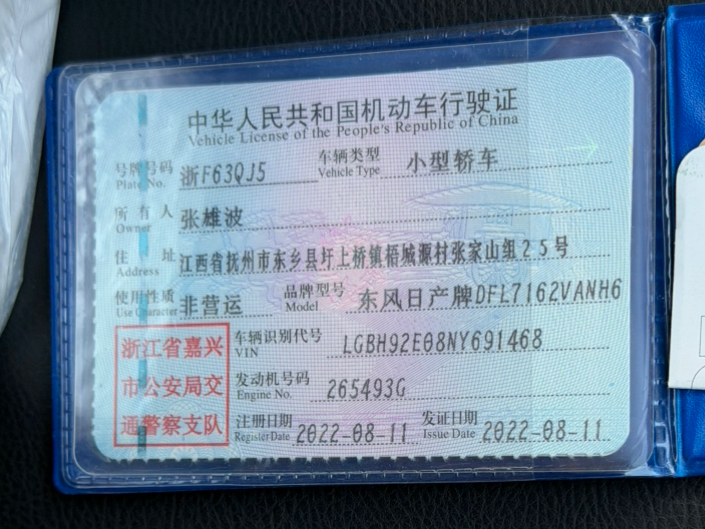 中华人民共和国机动车行驶证
Vehicle License of the People's Republic of China
号牌号码 浙F63QJ5 车辆类型 小型轿车
Plate No. Vehicle Type
所有人 张雄波
Owner
住址 江西省抚州市东乡县圩上桥镇梧城源村张家山组25号
Address
使用性质 非营运 品牌型号 东风日产牌DFL7162VANH6
Use Character Model
浙江省嘉兴 车辆识别代号 LGBH92E08NY691468
VIN
市公安局交 发动机号码 265493G
Engine No.
通警察支队 注册日期 2022-08-11 发证日期 2022-08-11
Register Date Issue Date